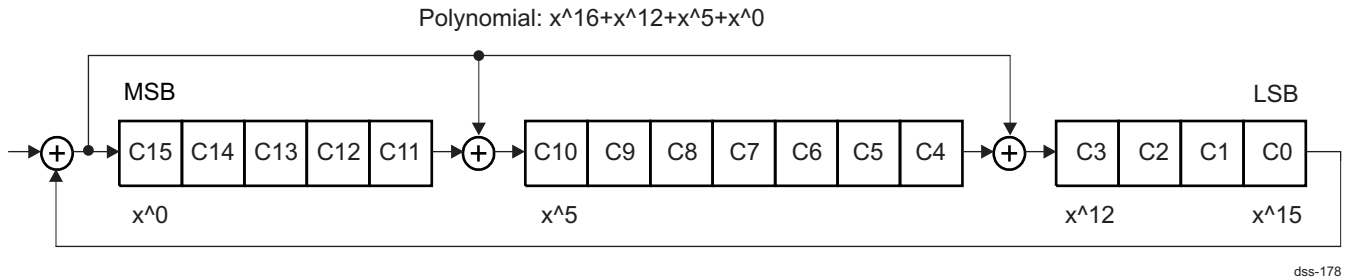 Polynomial: x^16+x^12+x^5+x^0
MSB
LSB
+ C15 C14 C13 C12 C11 + C10 C9 C8 C7 C6 C5 C4 + C3 C2 C1 C0
x^0 x^5 x^12 x^15
dss-178